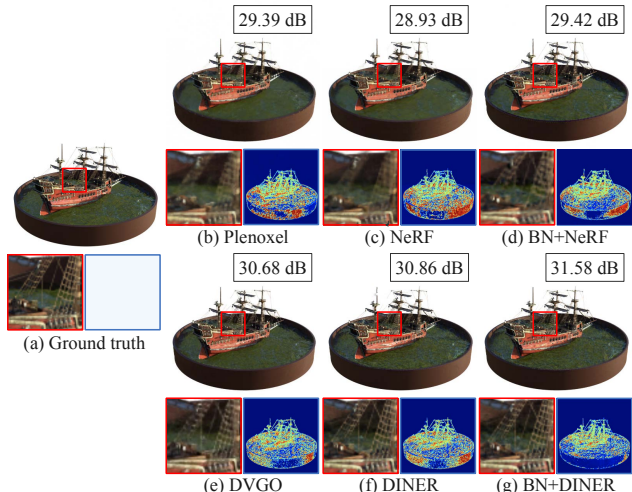 29.39 dB
28.93 dB
29.42 dB
(b) Plenoxel
(c) NeRF
(d) BN+NeRF
30.68 dB
30.86 dB
31.58 dB
(a) Ground truth
(e) DVGO
(f) DINER
(g) BN+DINER